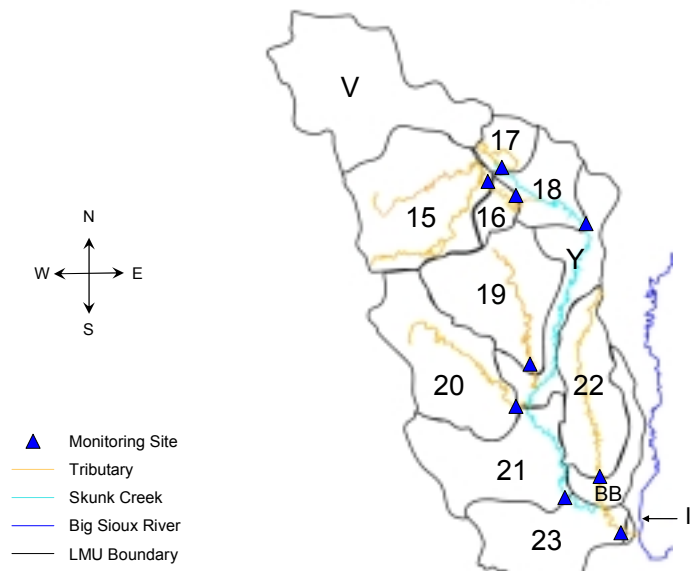 V
17
18
15
16
Y
N
W E
S
19
20
22
21
BB
I
23
Monitoring Site
Tributary
Skunk Creek
Big Sioux River
LMU Boundary